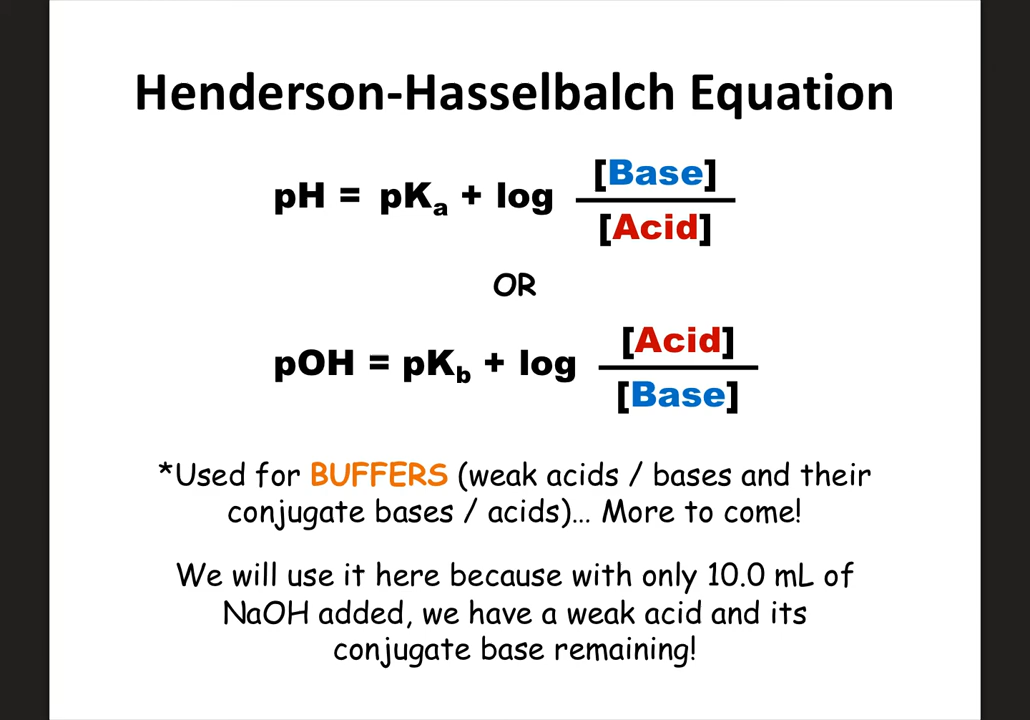 Henderson-Hasselbalch Equation
pH = pKₐ + log [Base]
[Acid]
OR
pOH = pK_b + log [Acid]
[Base]
*Used for BUFFERS (weak acids / bases and their
conjugate bases / acids)... More to come!
We will use it here because with only 10.0 mL of
NaOH added, we have a weak acid and its
conjugate base remaining!